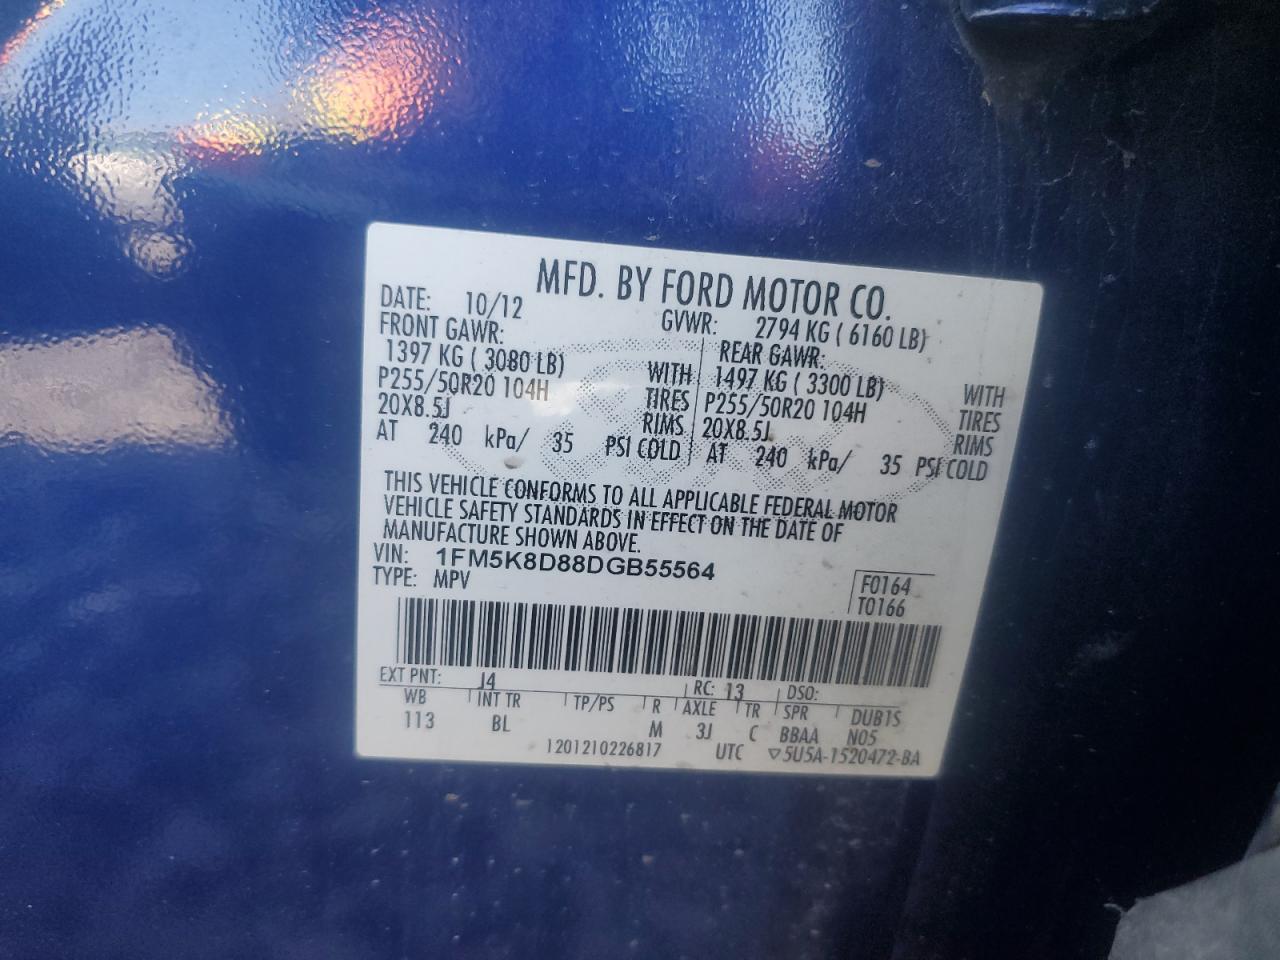 MFD. BY FORD MOTOR CO.
DATE: 10/12 GVWR: 2794 KG ( 6160 LB)
FRONT GAWR: REAR GAWR:
1397 KG ( 3080 LB) WITH 1497 KG ( 3300 LB) WITH
P255/50R20 104H TIRES P255/50R20 104H TIRES
20X8.5J RIMS 20X8.5J RIMS
AT 240 kPa/ 35 PSI COLD AT 240 kPa/ 35 PSI COLD
THIS VEHICLE CONFORMS TO ALL APPLICABLE FEDERAL MOTOR
VEHICLE SAFETY STANDARDS IN EFFECT ON THE DATE OF
MANUFACTURE SHOWN ABOVE.
VIN: 1FM5K8D88DGB55564
TYPE: MPV
F0164
T0166
EXT PNT: J4 RC: 13 DSO:
WB INT TR TP/PS R AXLE TR SPR DUB1S
113 BL M 3J C BBAA N05
1201210226817 UTC ▽5U5A-1520472-BA